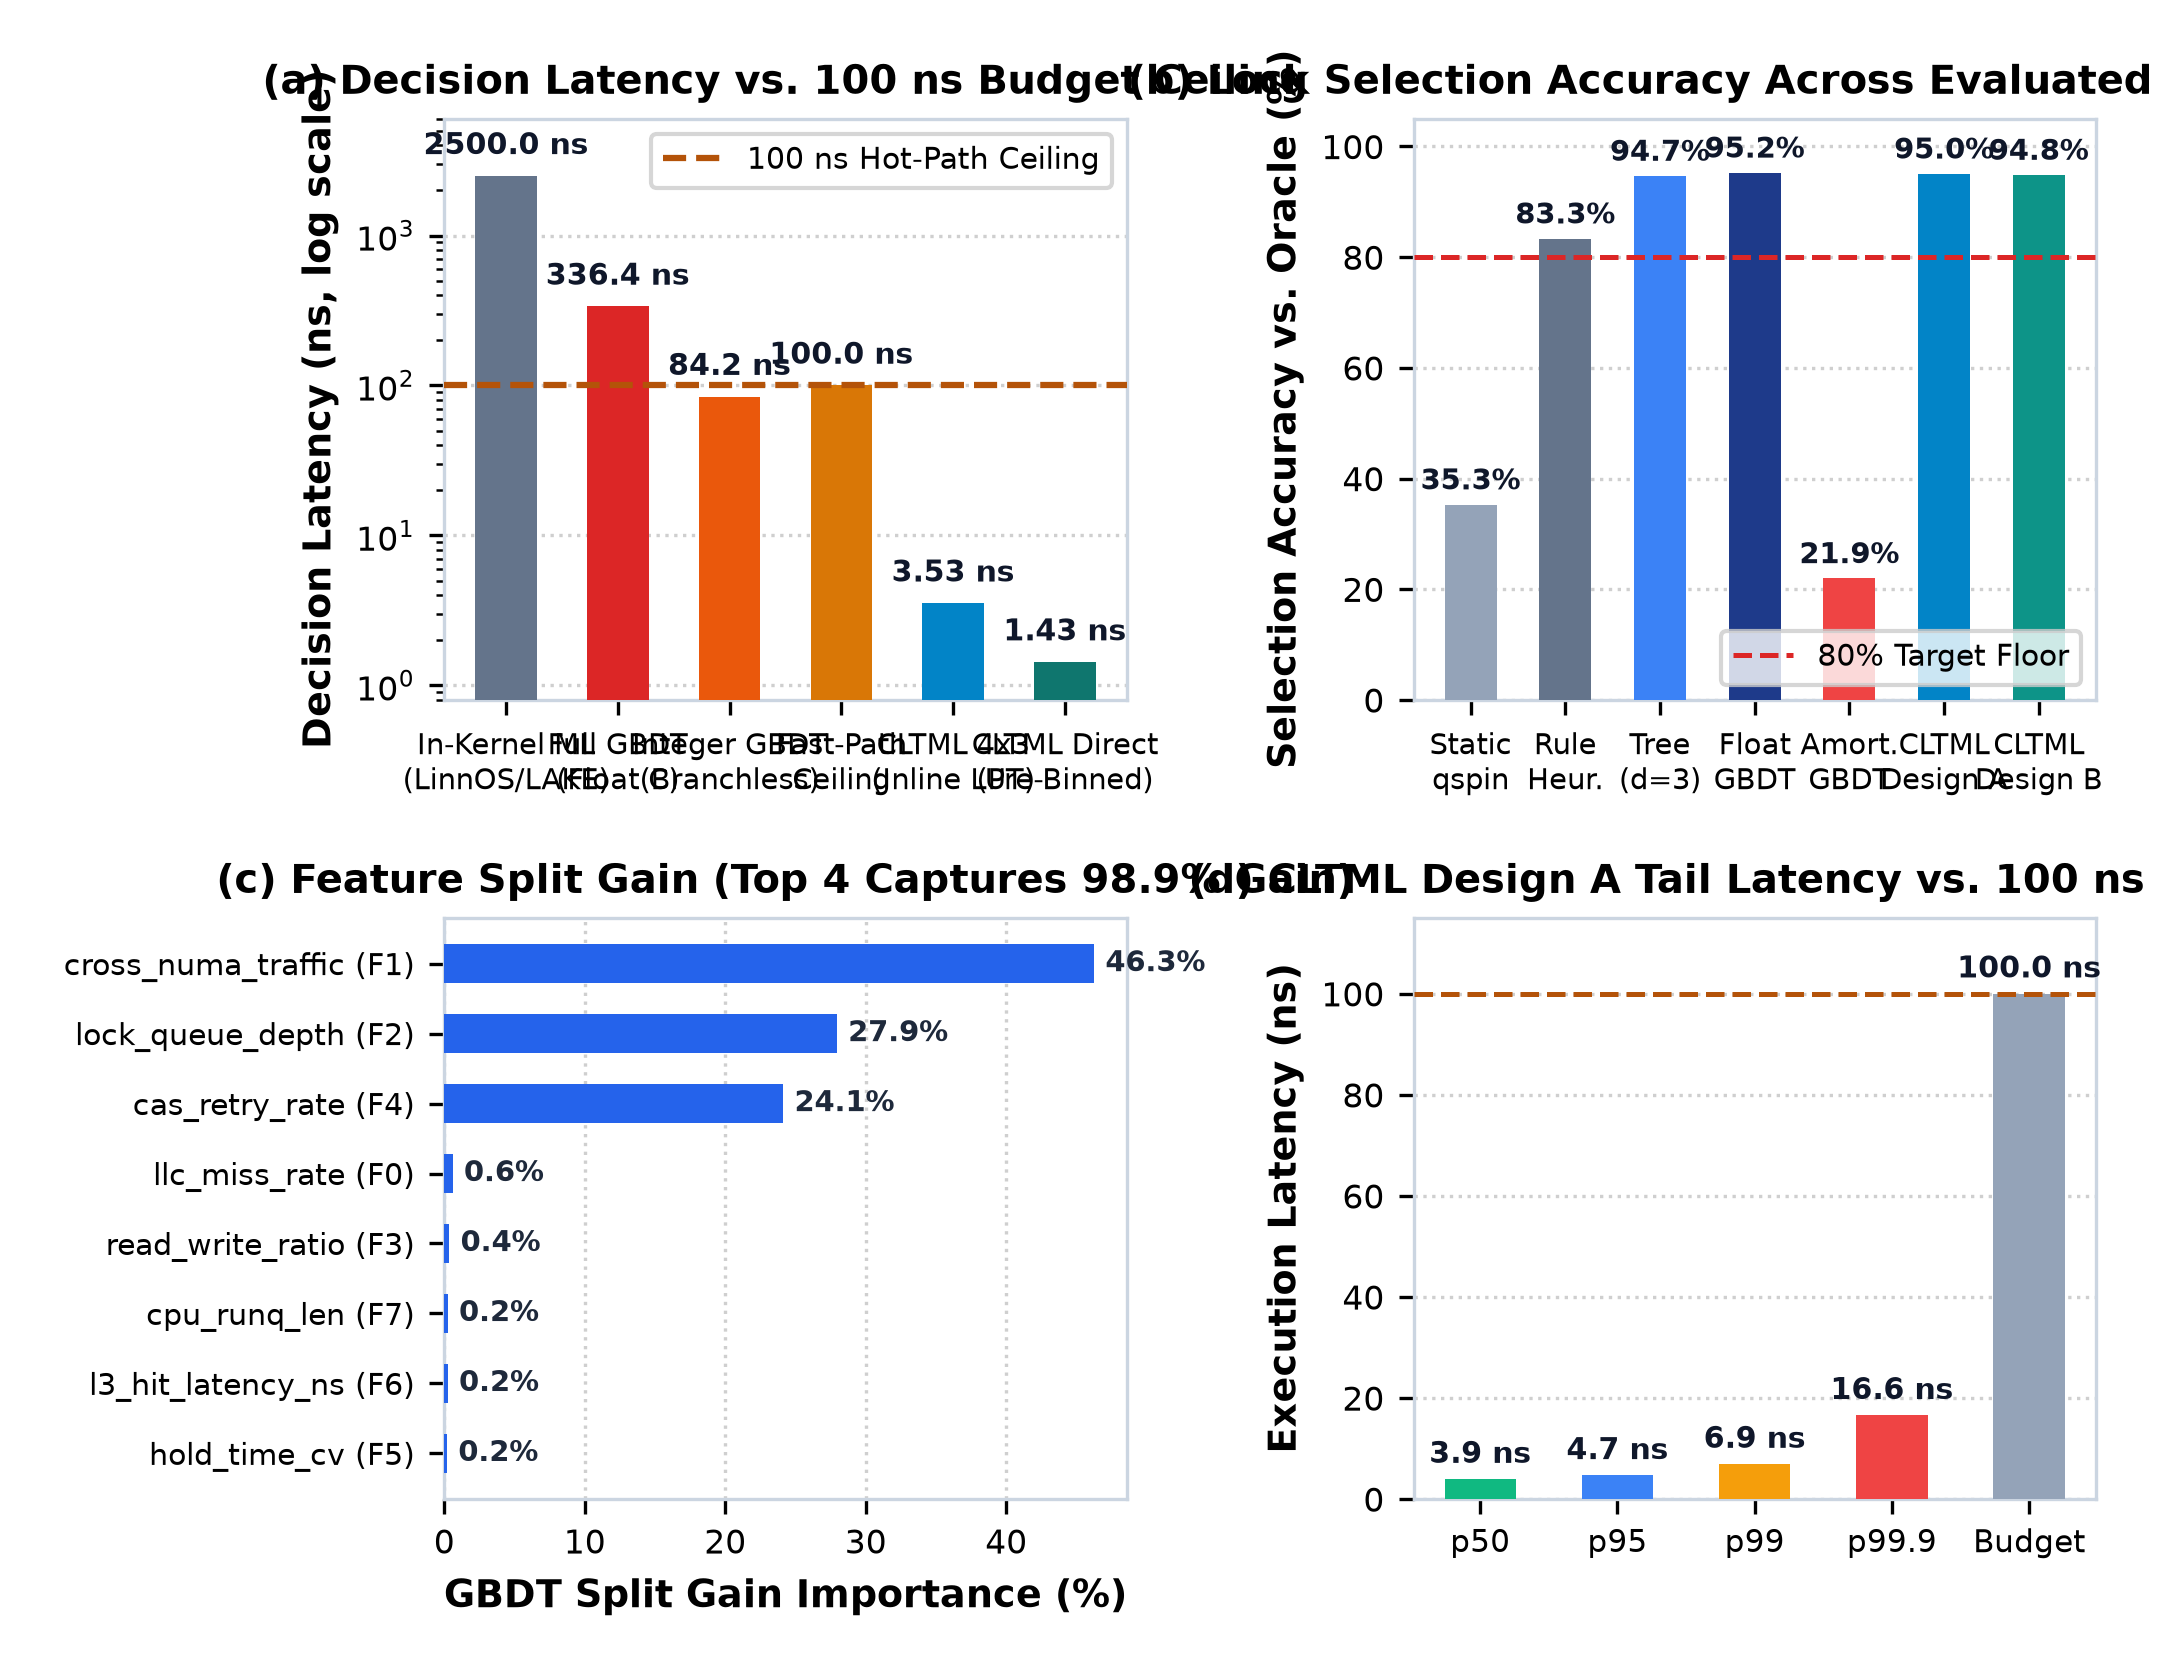 (a) Decision Latency vs. 100 ns Budget Ceiling
Decision Latency (ns, log scale)
100 ns Hot-Path Ceiling
10³
10²
10¹
10⁰
2500.0 ns
336.4 ns
84.2 ns
100.0 ns
3.53 ns
1.43 ns
In-Kernel ML
(LinnOS/LAKE)
Full GBDT
(Float C)
Integer GBDT
(Branchless)
Fast-Path
Ceiling
CLTML 4x3
(Inline LUT)
CLTML Direct
(Pre-Binned)
(b) Lock Selection Accuracy Across Evaluated
Selection Accuracy vs. Oracle (%)
100
80
60
40
20
0
35.3%
83.3%
94.7%
95.2%
21.9%
95.0%
94.8%
80% Target Floor
Static
qspin
Rule
Heur.
Tree
(d=3)
Float
GBDT
Amort.
GBDT
CLTML
Design A
CLTML
Design B
(c) Feature Split Gain (Top 4 Captures 98.9% Gain)
cross_numa_traffic (F1)
46.3%
lock_queue_depth (F2)
27.9%
cas_retry_rate (F4)
24.1%
llc_miss_rate (F0)
0.6%
read_write_ratio (F3)
0.4%
cpu_runq_len (F7)
0.2%
l3_hit_latency_ns (F6)
0.2%
hold_time_cv (F5)
0.2%
0 10 20 30 40
GBDT Split Gain Importance (%)
(d) CLTML Design A Tail Latency vs. 100 ns
Execution Latency (ns)
100
80
60
40
20
0
3.9 ns
4.7 ns
6.9 ns
16.6 ns
100.0 ns
p50 p95 p99 p99.9 Budget